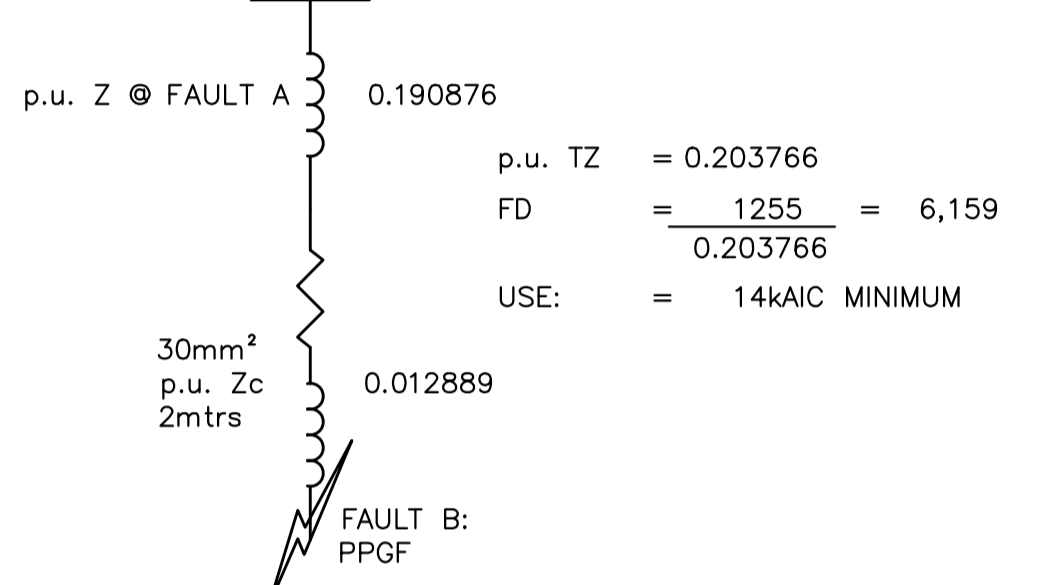 p.u. Z @ FAULT A 0.190876
p.u. TZ = 0.203766
FD = 1255 = 6,159
0.203766
USE: = 14kAIC MINIMUM
30mm²
p.u. Zc 0.012889
2mtrs
FAULT B:
PPGF